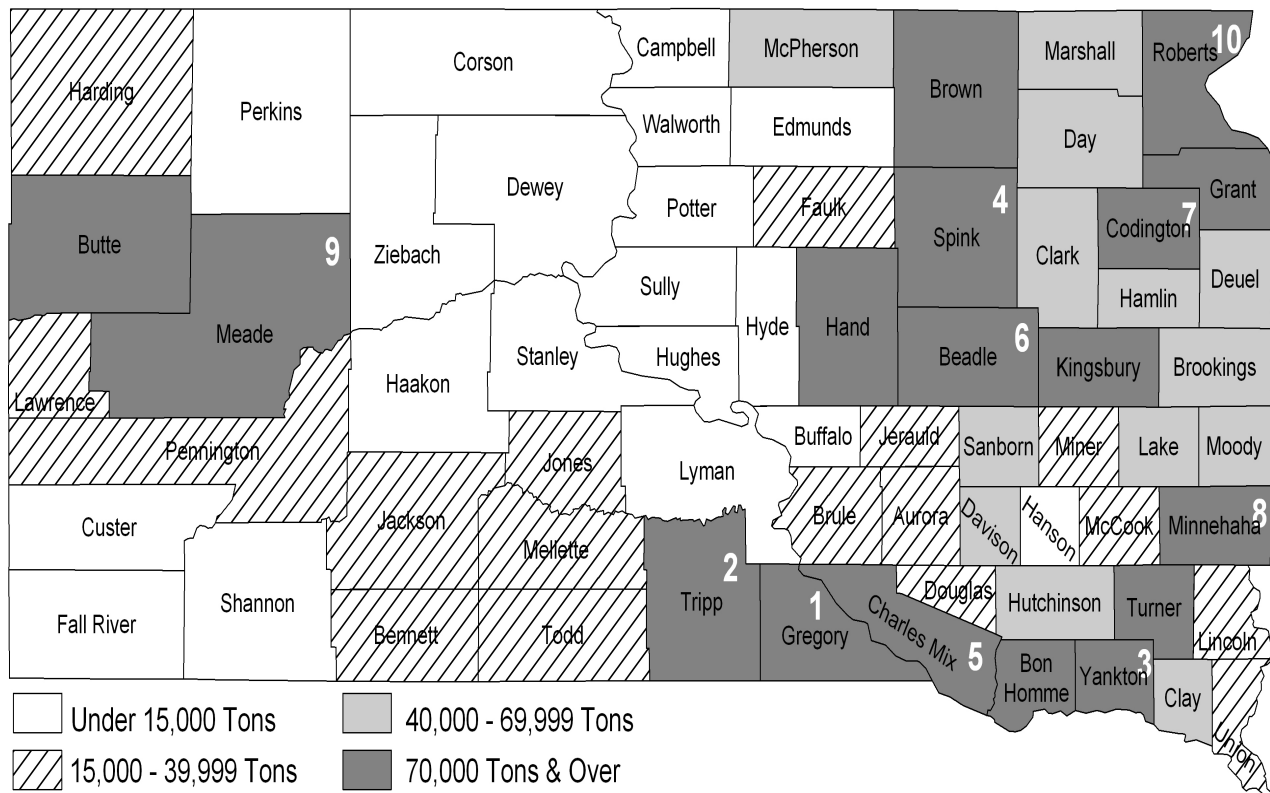 Corson
Campbell
McPherson
Marshall
Roberts
10
Harding
Perkins
Brown
Walworth
Edmunds
Day
Dewey
Potter
Faulk
4
Spink
Grant
Codington
7
Butte
9
Ziebach
Clark
Sully
Hamlin
Deuel
Meade
Stanley
Hughes
Hyde
Hand
Beadle
6
Kingsbury
Brookings
Haakon
Lawrence
Pennington
Jones
Lyman
Buffalo
Jerauld
Sanborn
Miner
Lake
Moody
Custer
Jackson
Mellette
Brule
Aurora
Davison
Hanson
McCook
Minnehaha
8
Fall River
Shannon
Bennett
Todd
Tripp
2
1
Gregory
Charles Mix
5
Douglas
Hutchinson
Turner
Lincoln
Bon
Homme
Yankton
3
Clay
Union
Under 15,000 Tons
40,000 - 69,999 Tons
15,000 - 39,999 Tons
70,000 Tons & Over